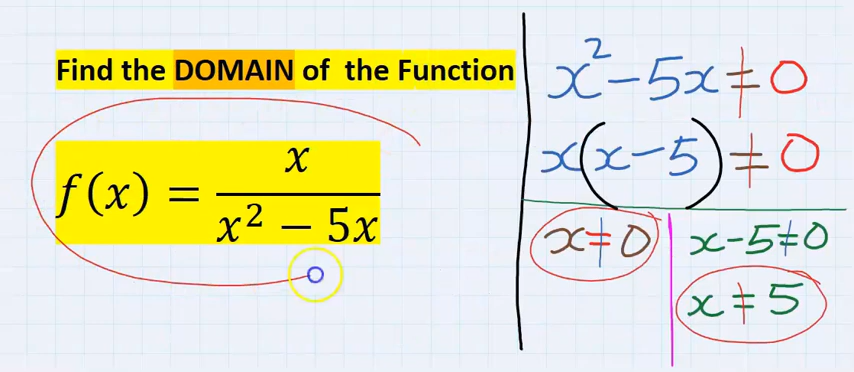 Find the DOMAIN of the Function
f(x) = x / (x² − 5x)
x² − 5x ≠ 0
x(x − 5) ≠ 0
x ≠ 0
x − 5 ≠ 0
x ≠ 5